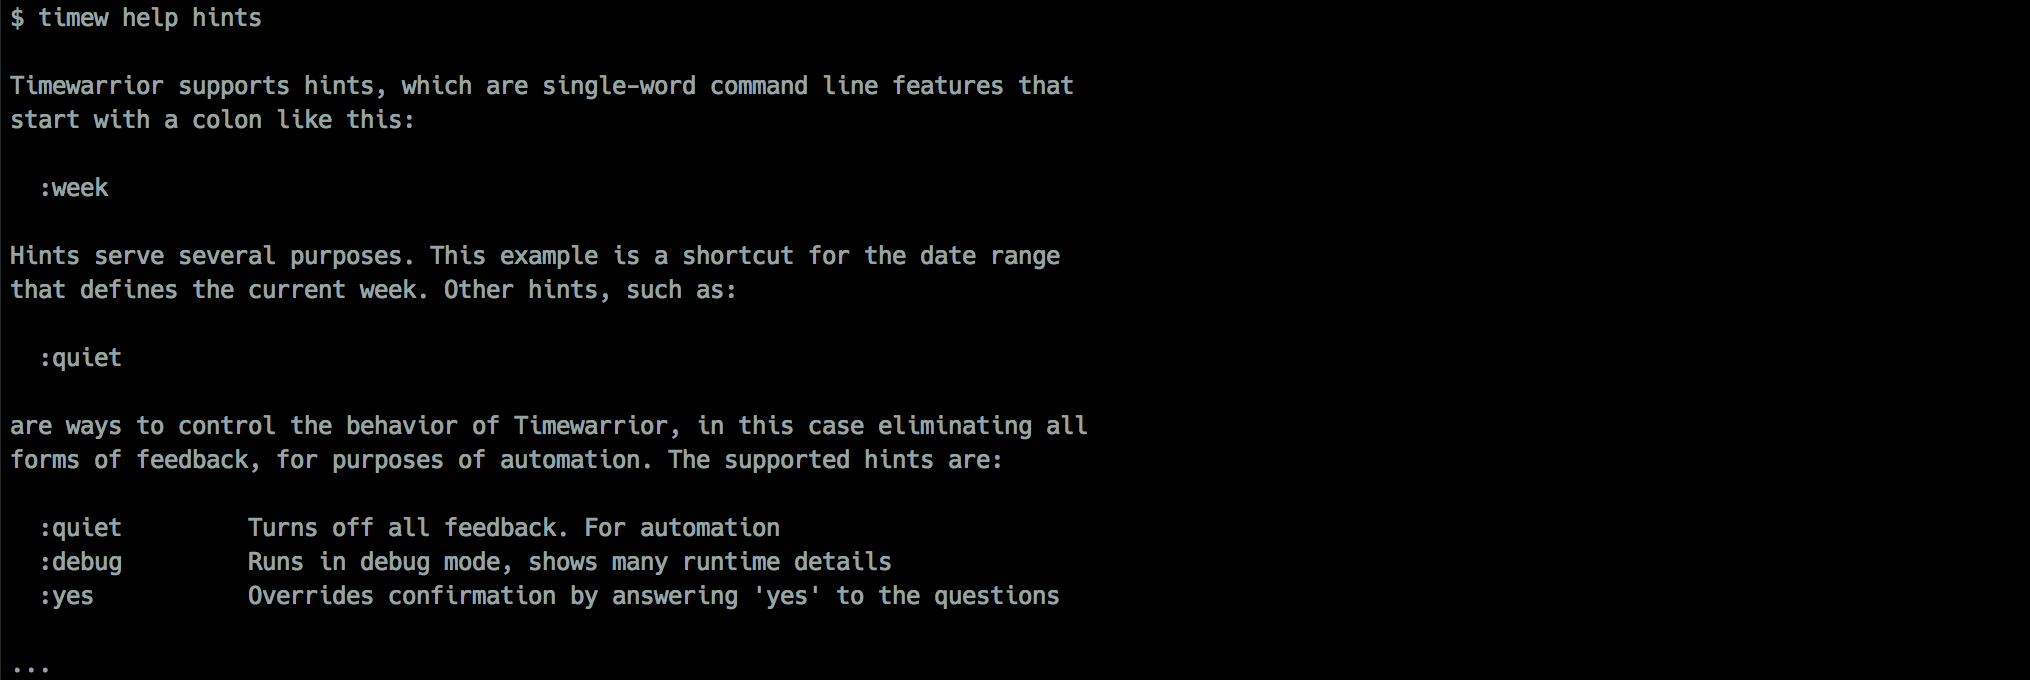 $ timew help hints
Timewarrior supports hints, which are single-word command line features that
start with a colon like this:
:week
Hints serve several purposes. This example is a shortcut for the date range
that defines the current week. Other hints, such as:
:quiet
are ways to control the behavior of Timewarrior, in this case eliminating all
forms of feedback, for purposes of automation. The supported hints are:
:quiet Turns off all feedback. For automation
:debug Runs in debug mode, shows many runtime details
:yes Overrides confirmation by answering 'yes' to the questions
...